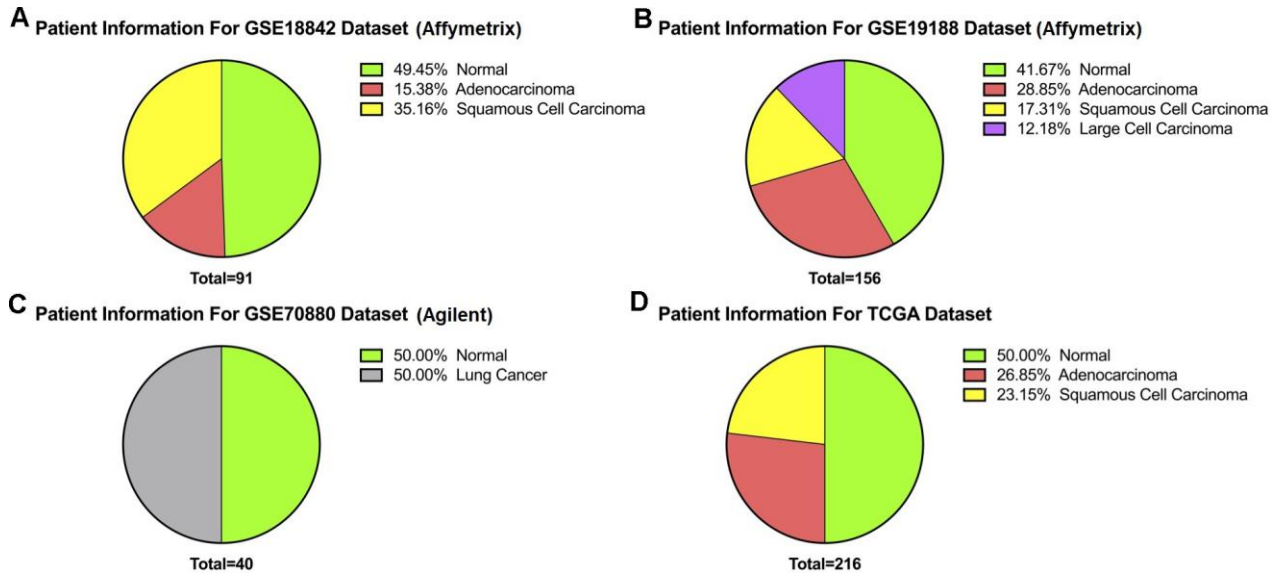 A Patient Information For GSE18842 Dataset (Affymetrix)
49.45% Normal
15.38% Adenocarcinoma
35.16% Squamous Cell Carcinoma
Total=91
B Patient Information For GSE19188 Dataset (Affymetrix)
41.67% Normal
28.85% Adenocarcinoma
17.31% Squamous Cell Carcinoma
12.18% Large Cell Carcinoma
Total=156
C Patient Information For GSE70880 Dataset (Agilent)
50.00% Normal
50.00% Lung Cancer
Total=40
D Patient Information For TCGA Dataset
50.00% Normal
26.85% Adenocarcinoma
23.15% Squamous Cell Carcinoma
Total=216